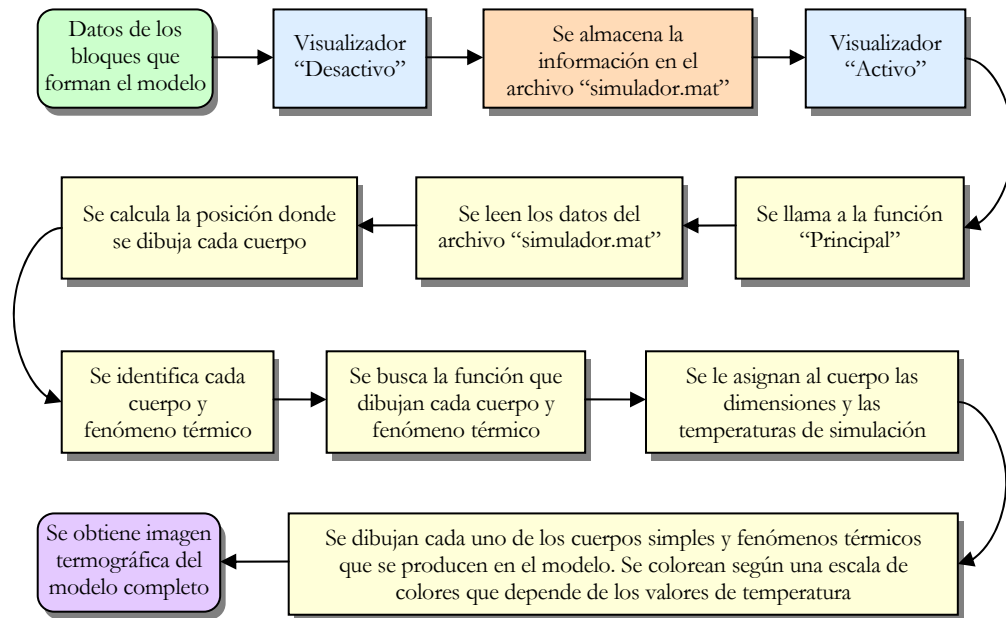 Datos de los
bloques que
forman el modelo
Visualizador
“Desactivo”
Se almacena la
información en el
archivo “simulador.mat”
Visualizador
“Activo”
Se llama a la función
“Principal”
Se leen los datos del
archivo “simulador.mat”
Se calcula la posición donde
se dibuja cada cuerpo
Se identifica cada
cuerpo y
fenómeno térmico
Se busca la función que
dibujan cada cuerpo y
fenómeno térmico
Se le asignan al cuerpo las
dimensiones y las
temperaturas de simulación
Se dibujan cada uno de los cuerpos simples y fenómenos térmicos
que se producen en el modelo. Se colorean según una escala de
colores que depende de los valores de temperatura
Se obtiene imagen
termográfica del
modelo completo